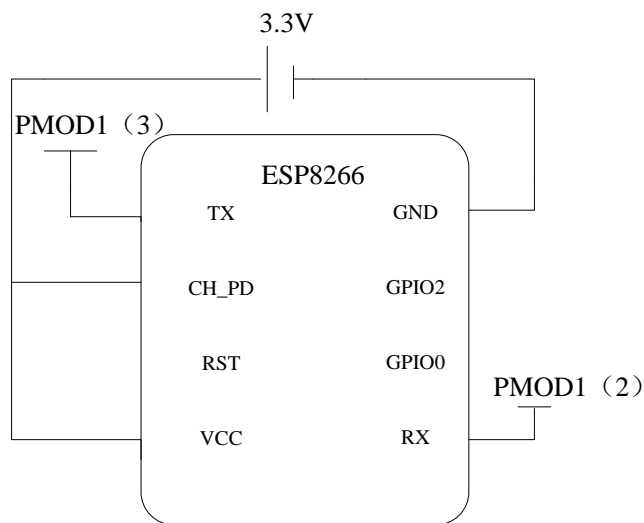 3.3V
PMOD1（3）
ESP8266
TX GND
CH_PD GPIO2
RST GPIO0
PMOD1（2）
VCC RX